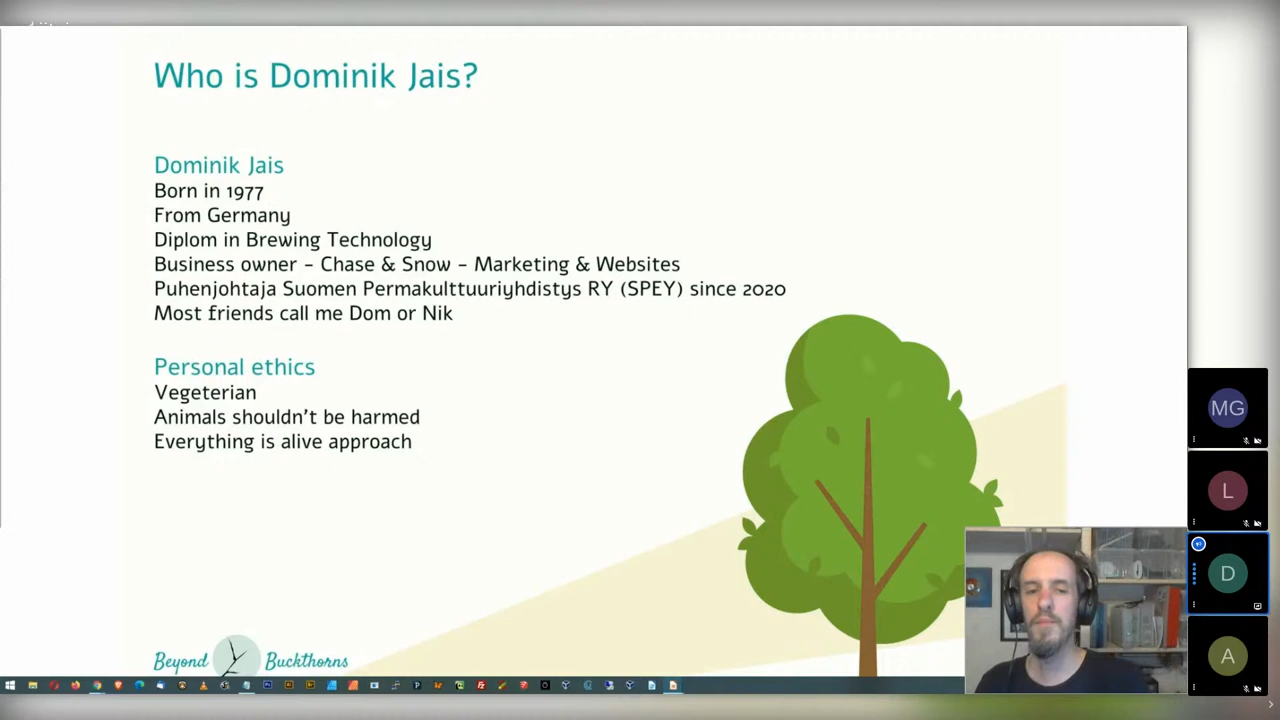 Who is Dominik Jais?
Dominik Jais
Born in 1977
From Germany
Diplom in Brewing Technology
Business owner - Chase & Snow - Marketing & Websites
Puhenjohtaja Suomen Permakulttuuriyhdistys RY (SPEY) since 2020
Most friends call me Dom or Nik
Personal ethics
Vegeterian
Animals shouldn't be harmed
Everything is alive approach
Beyond Buckthorns
MG
L
D
A